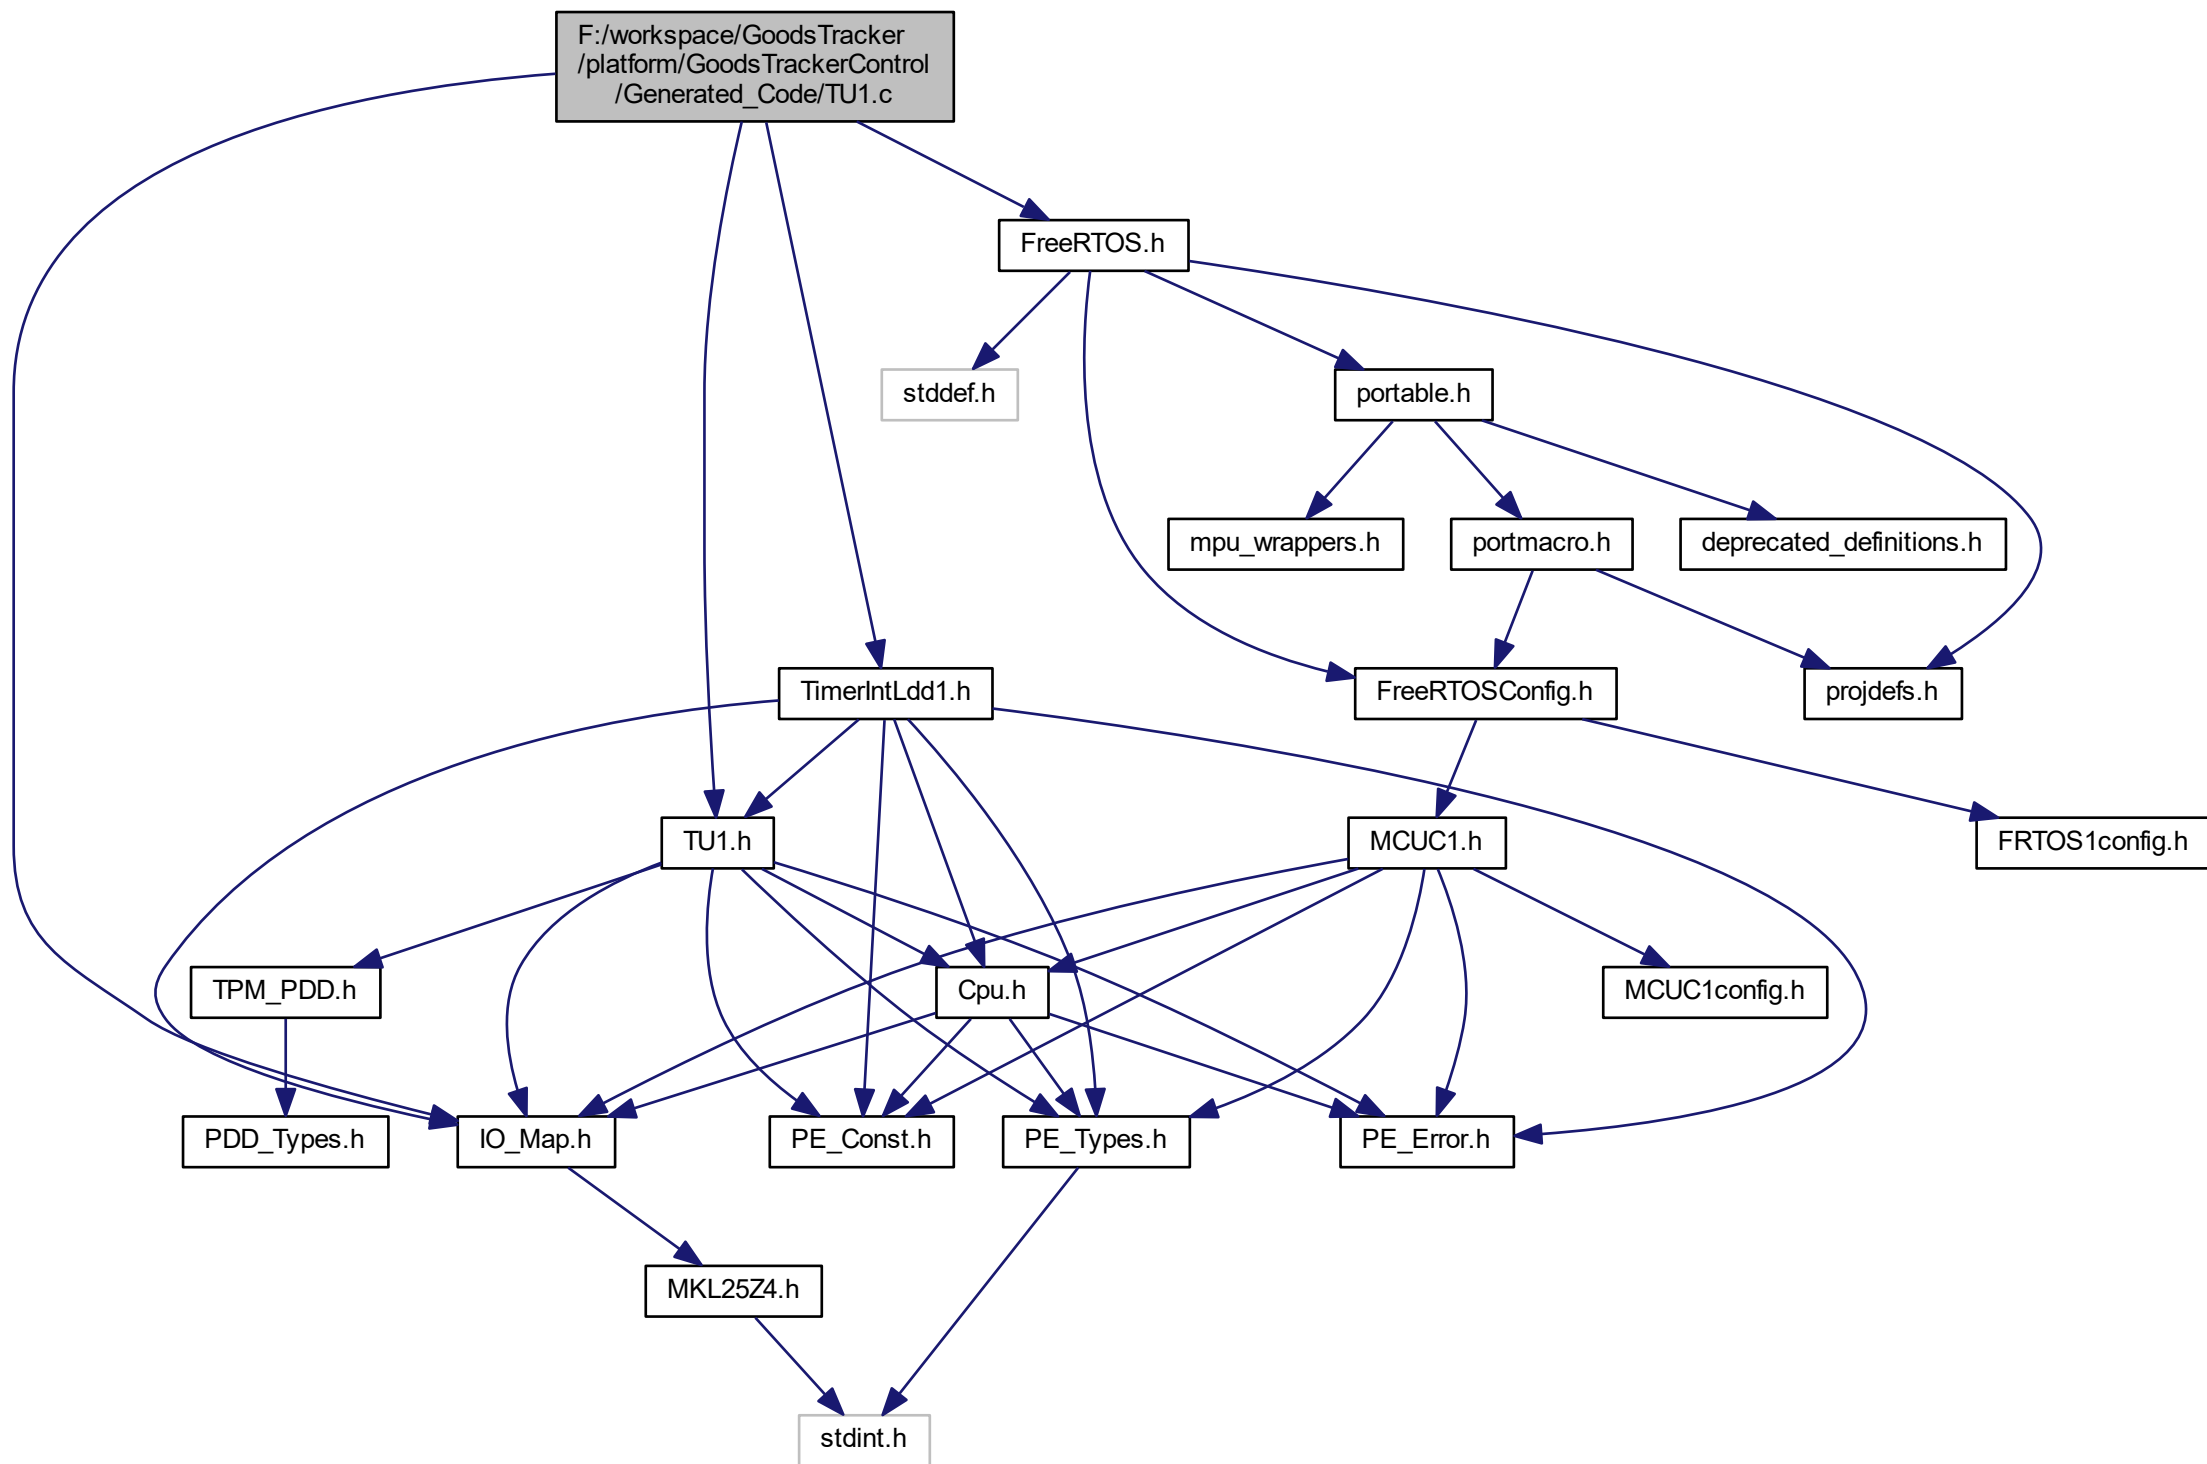 F:/workspace/GoodsTracker
/platform/GoodsTrackerControl
/Generated_Code/TU1.c
FreeRTOS.h
stddef.h
portable.h
mpu_wrappers.h
portmacro.h
deprecated_definitions.h
TimerIntLdd1.h
FreeRTOSConfig.h
projdefs.h
TU1.h
MCUC1.h
FRTOS1config.h
TPM_PDD.h
Cpu.h
MCUC1config.h
PDD_Types.h
IO_Map.h
PE_Const.h
PE_Types.h
PE_Error.h
MKL25Z4.h
stdint.h